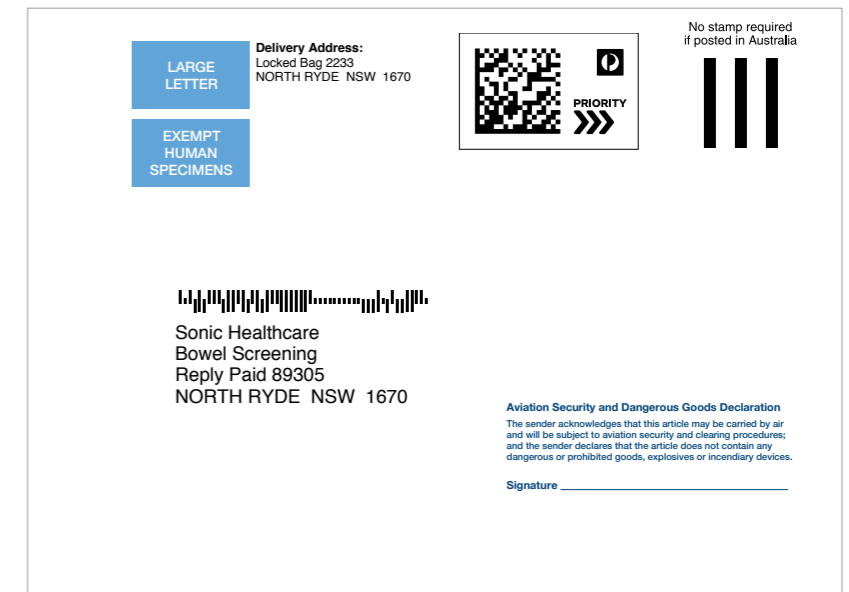 LARGE
LETTER
Delivery Address:
Locked Bag 2233
NORTH RYDE  NSW  1670
EXEMPT
HUMAN
SPECIMENS
PRIORITY
No stamp required
if posted in Australia
Sonic Healthcare
Bowel Screening
Reply Paid 89305
NORTH RYDE  NSW  1670
Aviation Security and Dangerous Goods Declaration
The sender acknowledges that this article may be carried by air
and will be subject to aviation security and clearing procedures;
and the sender declares that the article does not contain any
dangerous or prohibited goods, explosives or incendiary devices.
Signature